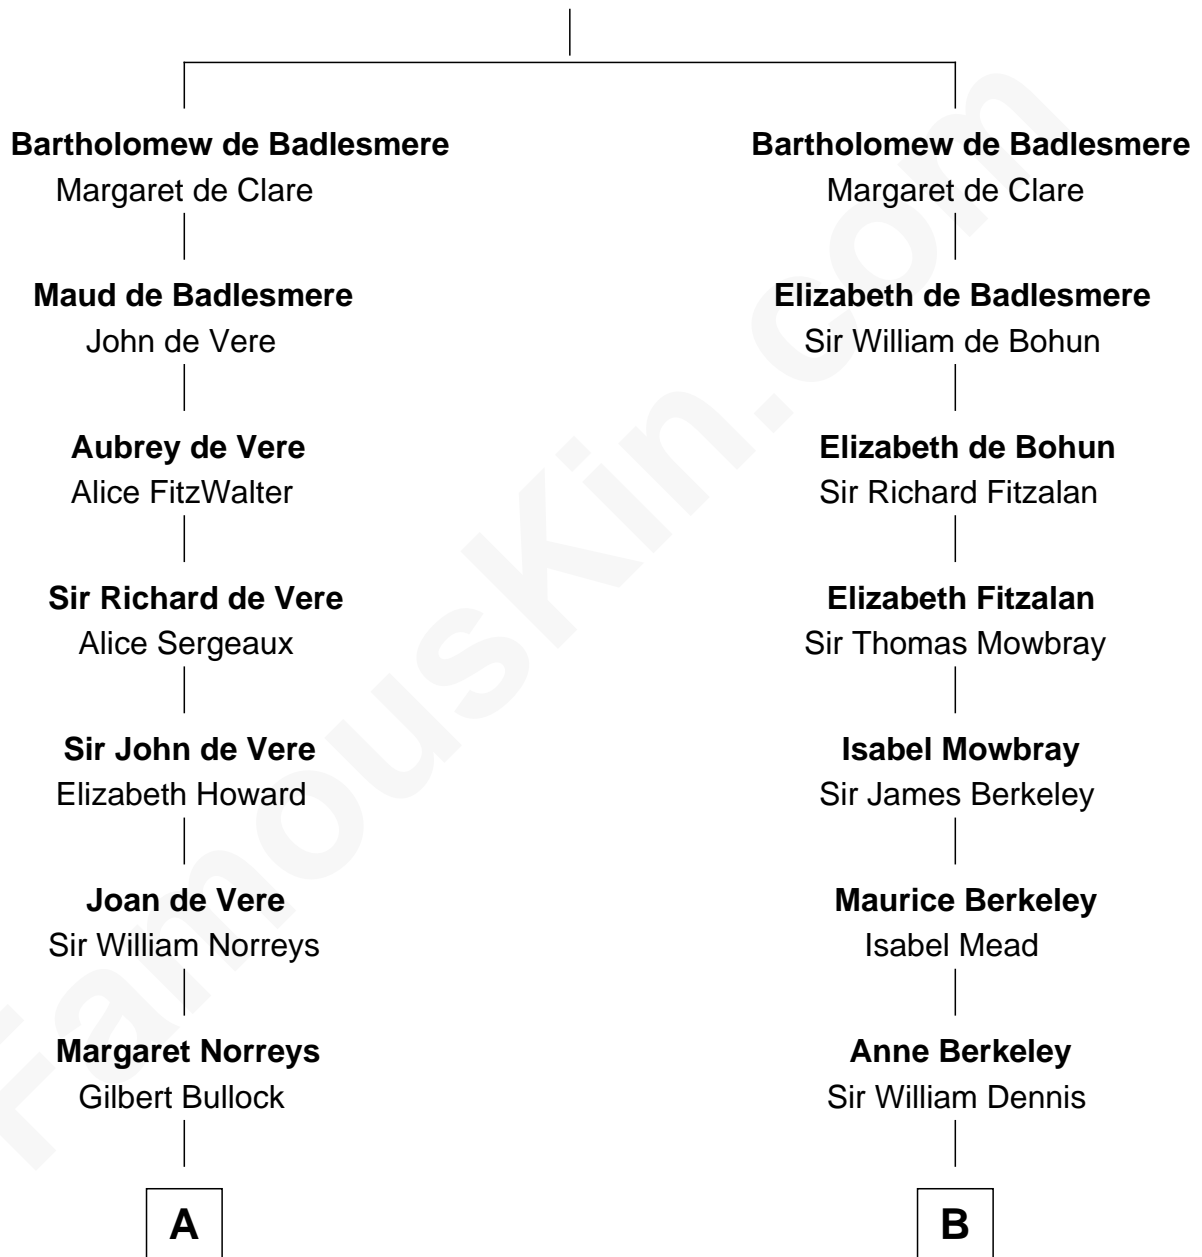 Bartholomew de Badlesmere
Margaret de Clare
Maud de Badlesmere
John de Vere
Aubrey de Vere
Alice FitzWalter
Sir Richard de Vere
Alice Sergeaux
Sir John de Vere
Elizabeth Howard
Joan de Vere
Sir William Norreys
Margaret Norreys
Gilbert Bullock
A
Bartholomew de Badlesmere
Margaret de Clare
Elizabeth de Badlesmere
Sir William de Bohun
Elizabeth de Bohun
Sir Richard Fitzalan
Elizabeth Fitzalan
Sir Thomas Mowbray
Isabel Mowbray
Sir James Berkeley
Maurice Berkeley
Isabel Mead
Anne Berkeley
Sir William Dennis
B
FamousKin.com